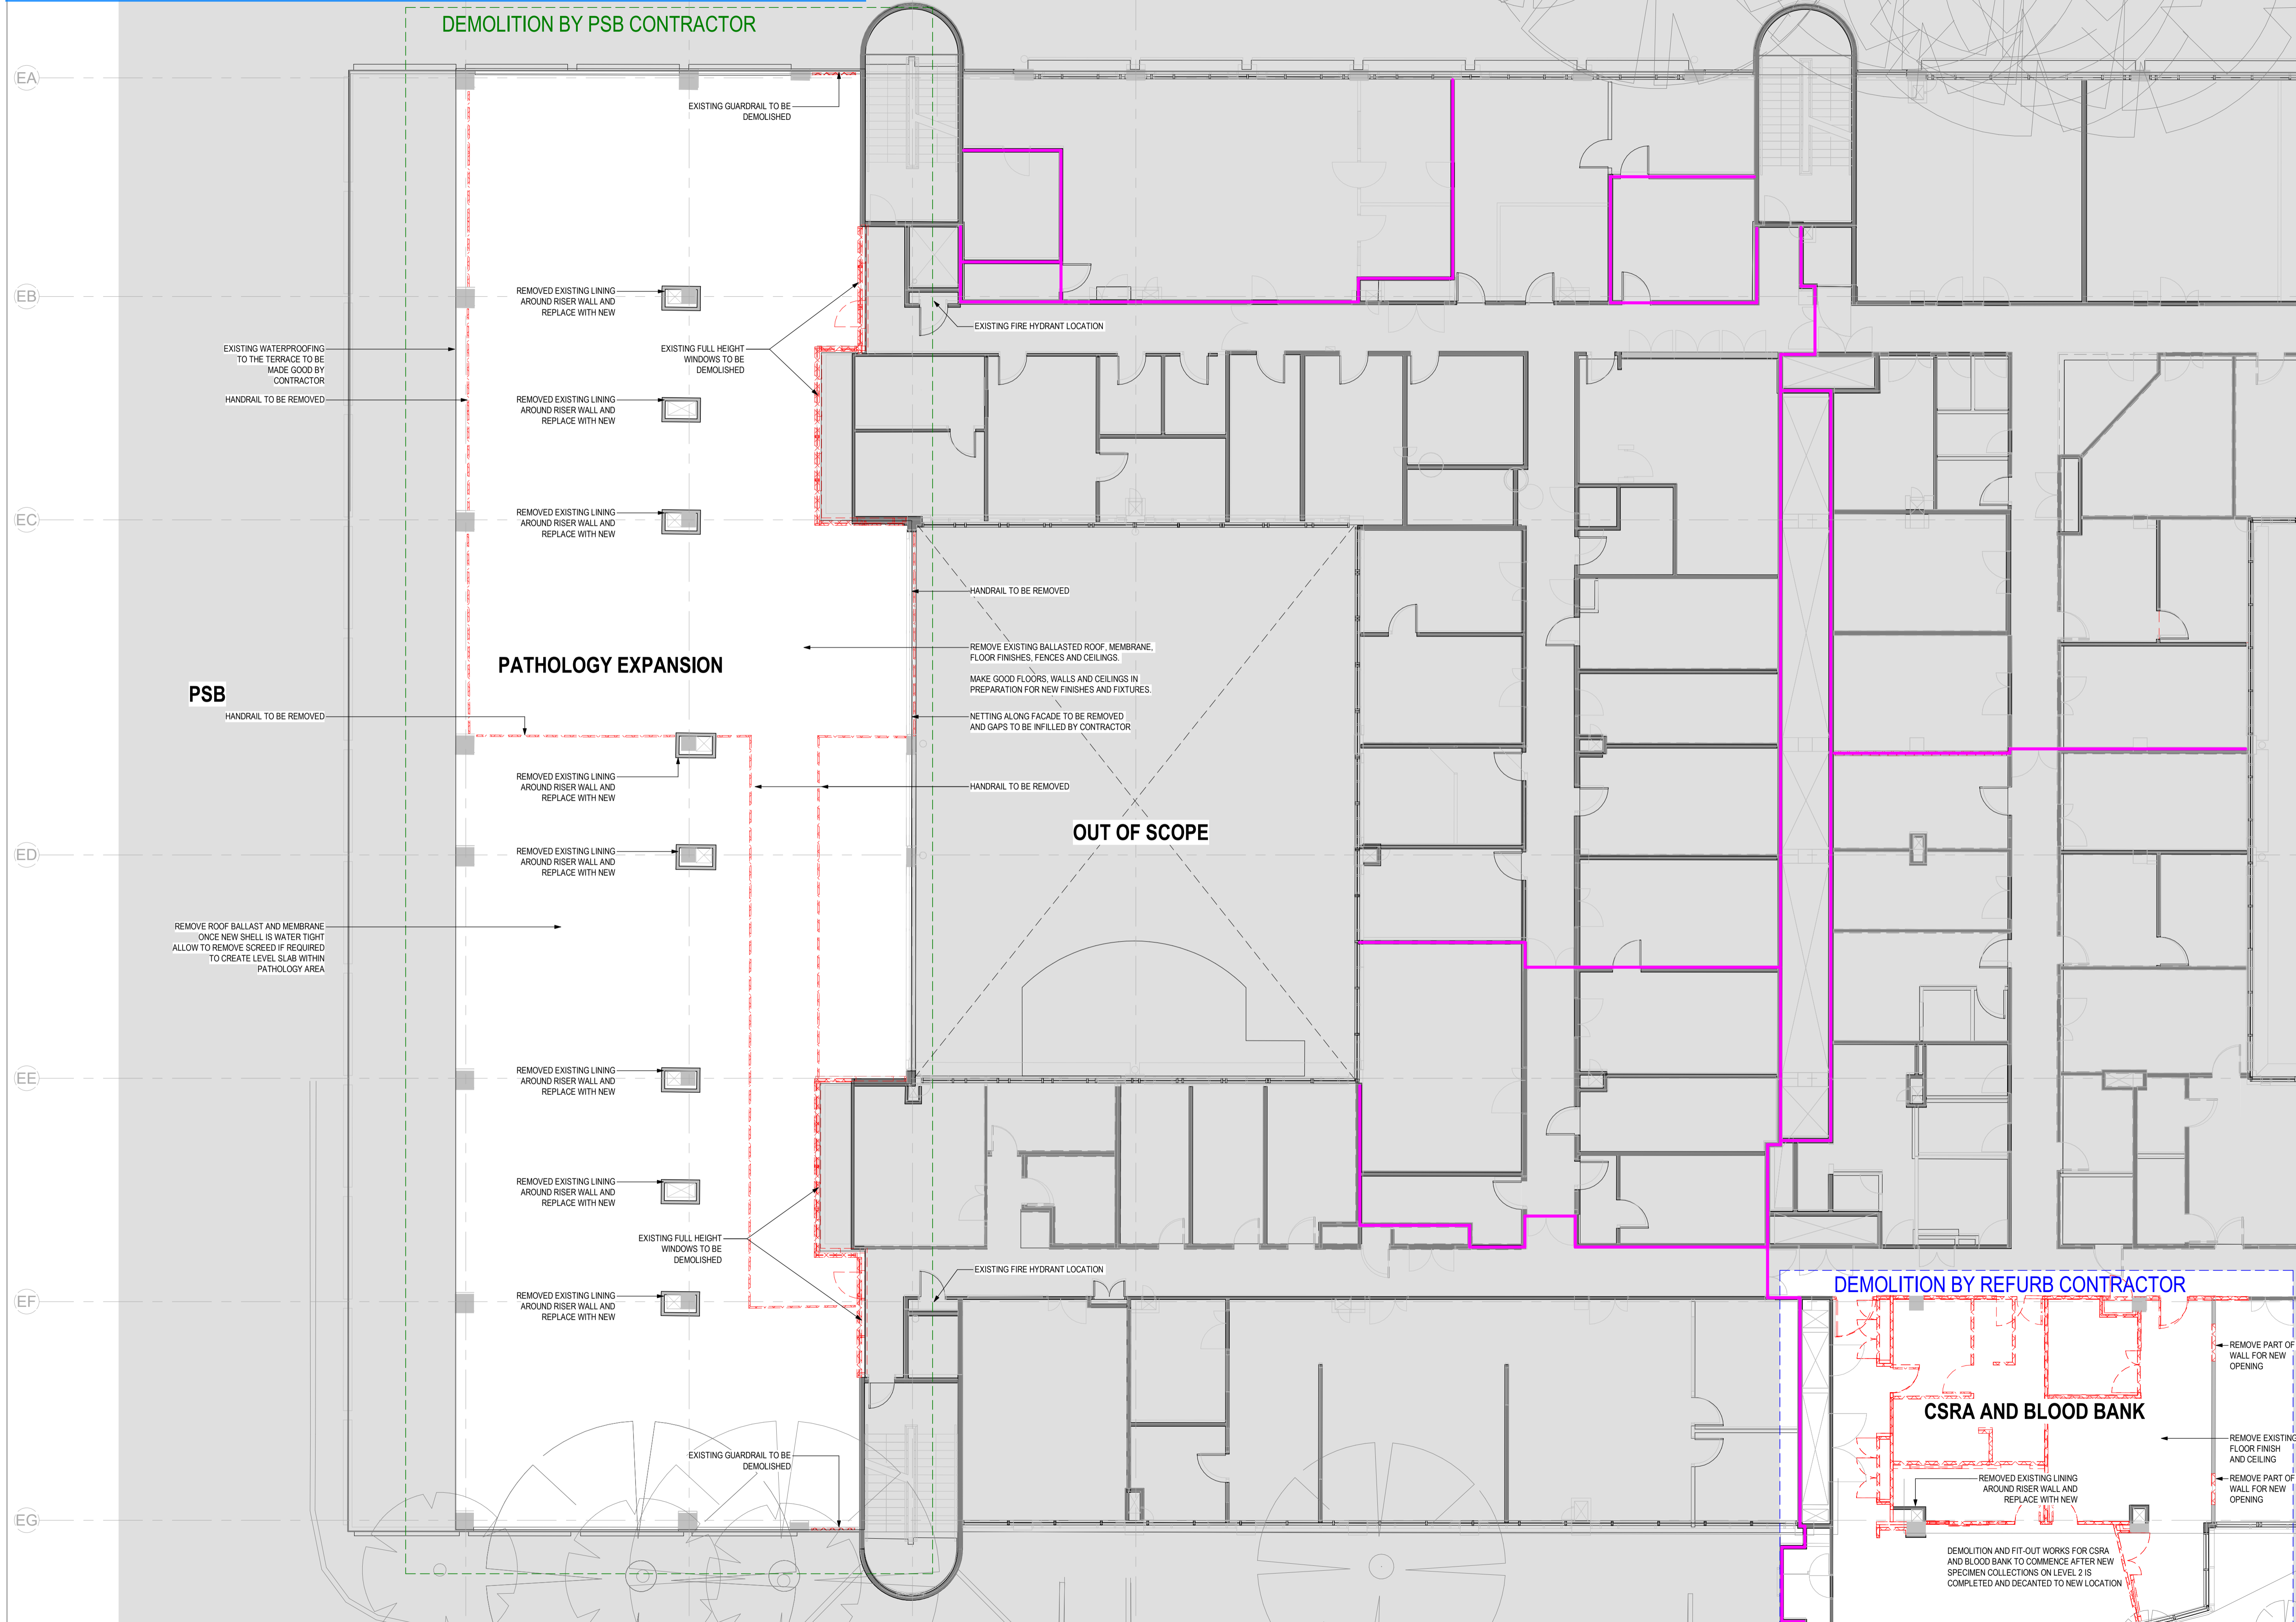 DEMOLITION BY PSB CONTRACTOR
EA
EXISTING GUARDRAIL TO BE
DEMOLISHED
EB
REMOVED EXISTING LINING
AROUND RISER WALL AND
REPLACE WITH NEW
EXISTING FIRE HYDRANT LOCATION
EXISTING WATERPROOFING
TO THE TERRACE TO BE
MADE GOOD BY
CONTRACTOR
EXISTING FULL HEIGHT
WINDOWS TO BE
DEMOLISHED
HANDRAIL TO BE REMOVED
REMOVED EXISTING LINING
AROUND RISER WALL AND
REPLACE WITH NEW
EC
REMOVED EXISTING LINING
AROUND RISER WALL AND
REPLACE WITH NEW
HANDRAIL TO BE REMOVED
REMOVE EXISTING BALLASTED ROOF, MEMBRANE,
FLOOR FINISHES, FENCES AND CEILINGS.
MAKE GOOD FLOORS, WALLS AND CEILINGS IN
PREPARATION FOR NEW FINISHES AND FIXTURES.
PATHOLOGY EXPANSION
PSB
HANDRAIL TO BE REMOVED
NETTING ALONG FACADE TO BE REMOVED
AND GAPS TO BE INFILLED BY CONTRACTOR
REMOVED EXISTING LINING
AROUND RISER WALL AND
REPLACE WITH NEW
HANDRAIL TO BE REMOVED
OUT OF SCOPE
ED
REMOVED EXISTING LINING
AROUND RISER WALL AND
REPLACE WITH NEW
REMOVE ROOF BALLAST AND MEMBRANE
ONCE NEW SHELL IS WATER TIGHT
ALLOW TO REMOVE SCREED IF REQUIRED
TO CREATE LEVEL SLAB WITHIN
PATHOLOGY AREA
EE
REMOVED EXISTING LINING
AROUND RISER WALL AND
REPLACE WITH NEW
REMOVED EXISTING LINING
AROUND RISER WALL AND
REPLACE WITH NEW
EXISTING FULL HEIGHT
WINDOWS TO BE
DEMOLISHED
EXISTING FIRE HYDRANT LOCATION
EF
REMOVED EXISTING LINING
AROUND RISER WALL AND
REPLACE WITH NEW
DEMOLITION BY REFURB CONTRACTOR
REMOVE PART OF
WALL FOR NEW
OPENING
CSRA AND BLOOD BANK
REMOVE EXISTING
FLOOR FINISH
AND CEILING
EXISTING GUARDRAIL TO BE
DEMOLISHED
REMOVED EXISTING LINING
AROUND RISER WALL AND
REPLACE WITH NEW
REMOVE PART OF
WALL FOR NEW
OPENING
EG
DEMOLITION AND FIT-OUT WORKS FOR CSRA
AND BLOOD BANK TO COMMENCE AFTER NEW
SPECIMEN COLLECTIONS ON LEVEL 2 IS
COMPLETED AND DECANTED TO NEW LOCATION